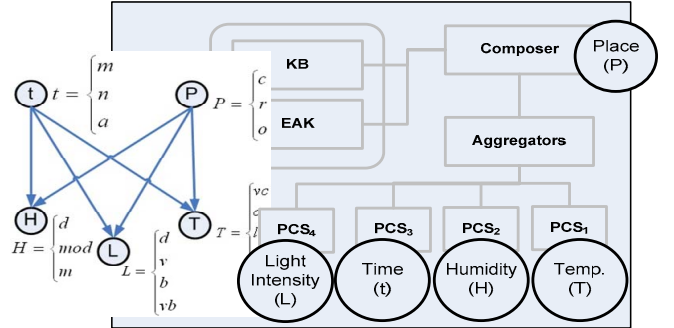 t
t = { m
n
a
P
P = { c
r
o
H
H = { d
mod
m
L
L = { d
v
b
vb
T
T = { vc
KB
EAK
Composer
Place
(P)
Aggregators
PCS₄
PCS₃
PCS₂
PCS₁
Light
Intensity
(L)
Time
(t)
Humidity
(H)
Temp.
(T)